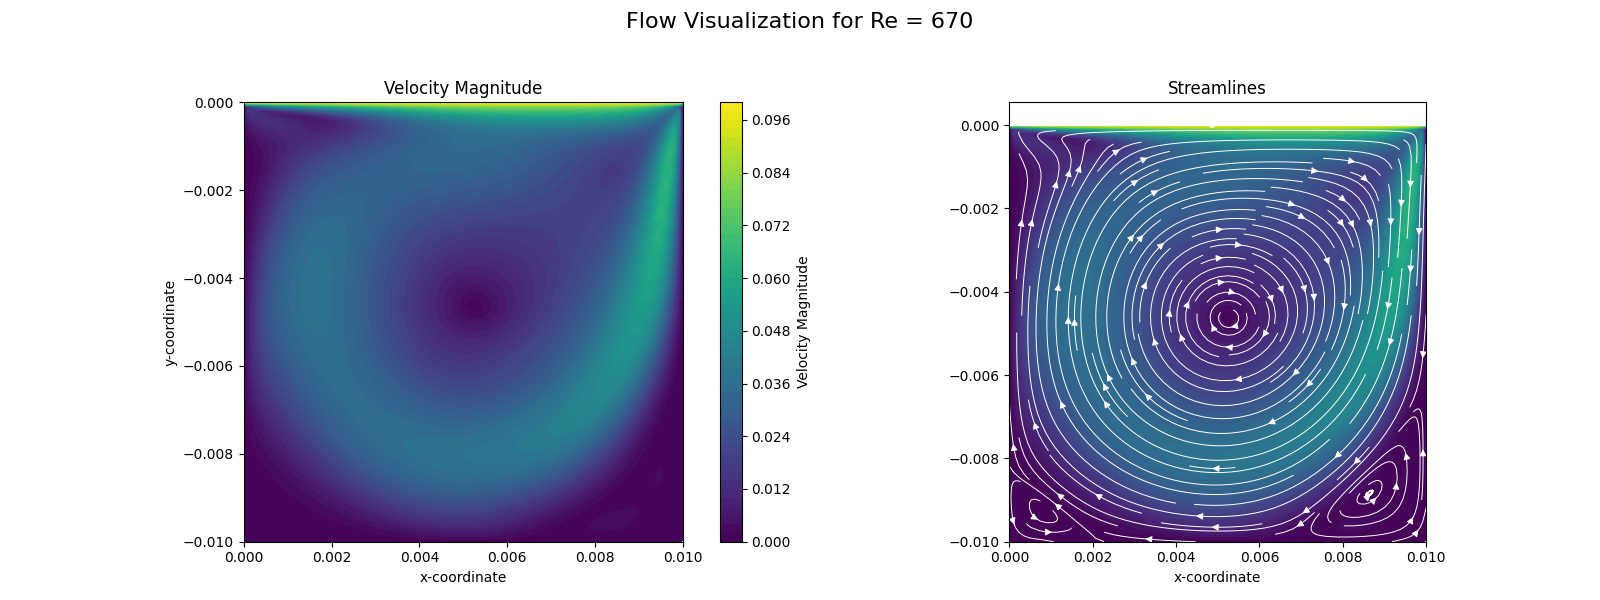 Flow Visualization for Re = 670
Velocity Magnitude
0.000
−0.002
−0.004
−0.006
−0.008
−0.010
y-coordinate
0.000 0.002 0.004 0.006 0.008 0.010
x-coordinate
0.096
0.084
0.072
0.060
0.048
0.036
0.024
0.012
0.000
Velocity Magnitude
Streamlines
0.000
−0.002
−0.004
−0.006
−0.008
−0.010
0.000 0.002 0.004 0.006 0.008 0.010
x-coordinate